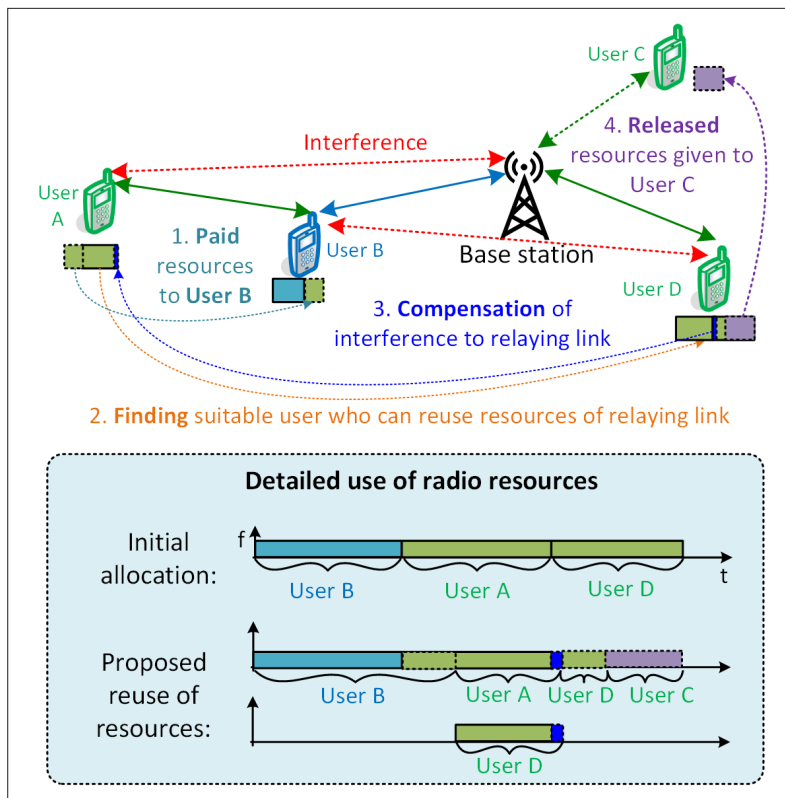 User C
4. Released
resources given to
User C
Interference
User
A
1. Paid
resources
to User B
User B
Base station
User D
3. Compensation of
interference to relaying link
2. Finding suitable user who can reuse resources of relaying link
Detailed use of radio resources
Initial
allocation:
f
t
User B
User A
User D
Proposed
reuse of
resources:
User B
User A
User D
User C
User D